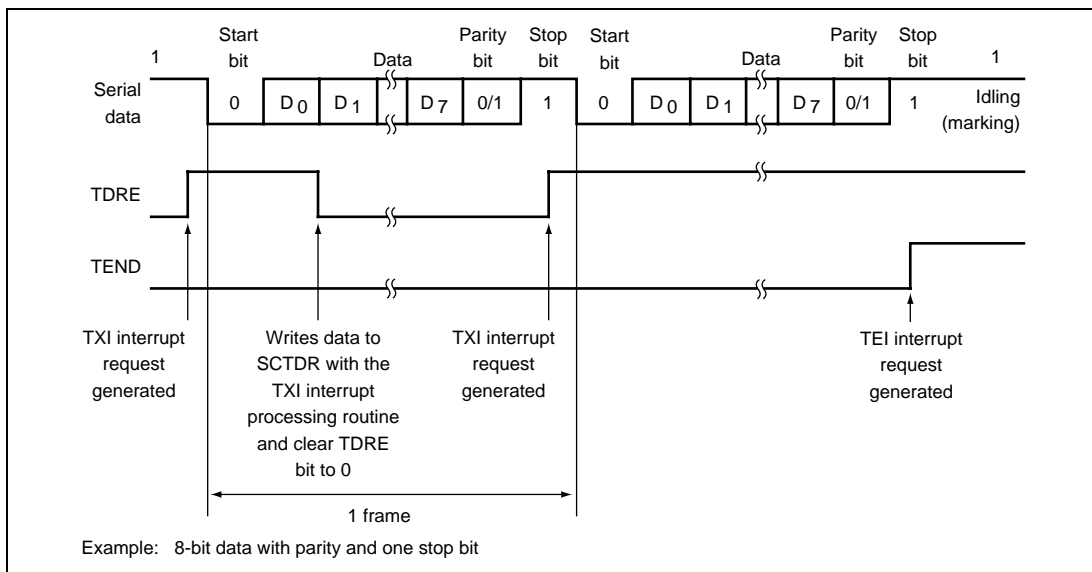 Start Parity Stop Start Parity Stop
1 bit Data bit bit bit Data bit bit 1
Serial data
0 D0 D1 D7 0/1 1 0 D0 D1 D7 0/1 1
Idling (marking)
TDRE
TEND
TXI interrupt
request
generated
Writes data to
SCTDR with the
TXI interrupt
processing routine
and clear TDRE
bit to 0
TXI interrupt
request
generated
TEI interrupt
request
generated
1 frame
Example: 8-bit data with parity and one stop bit